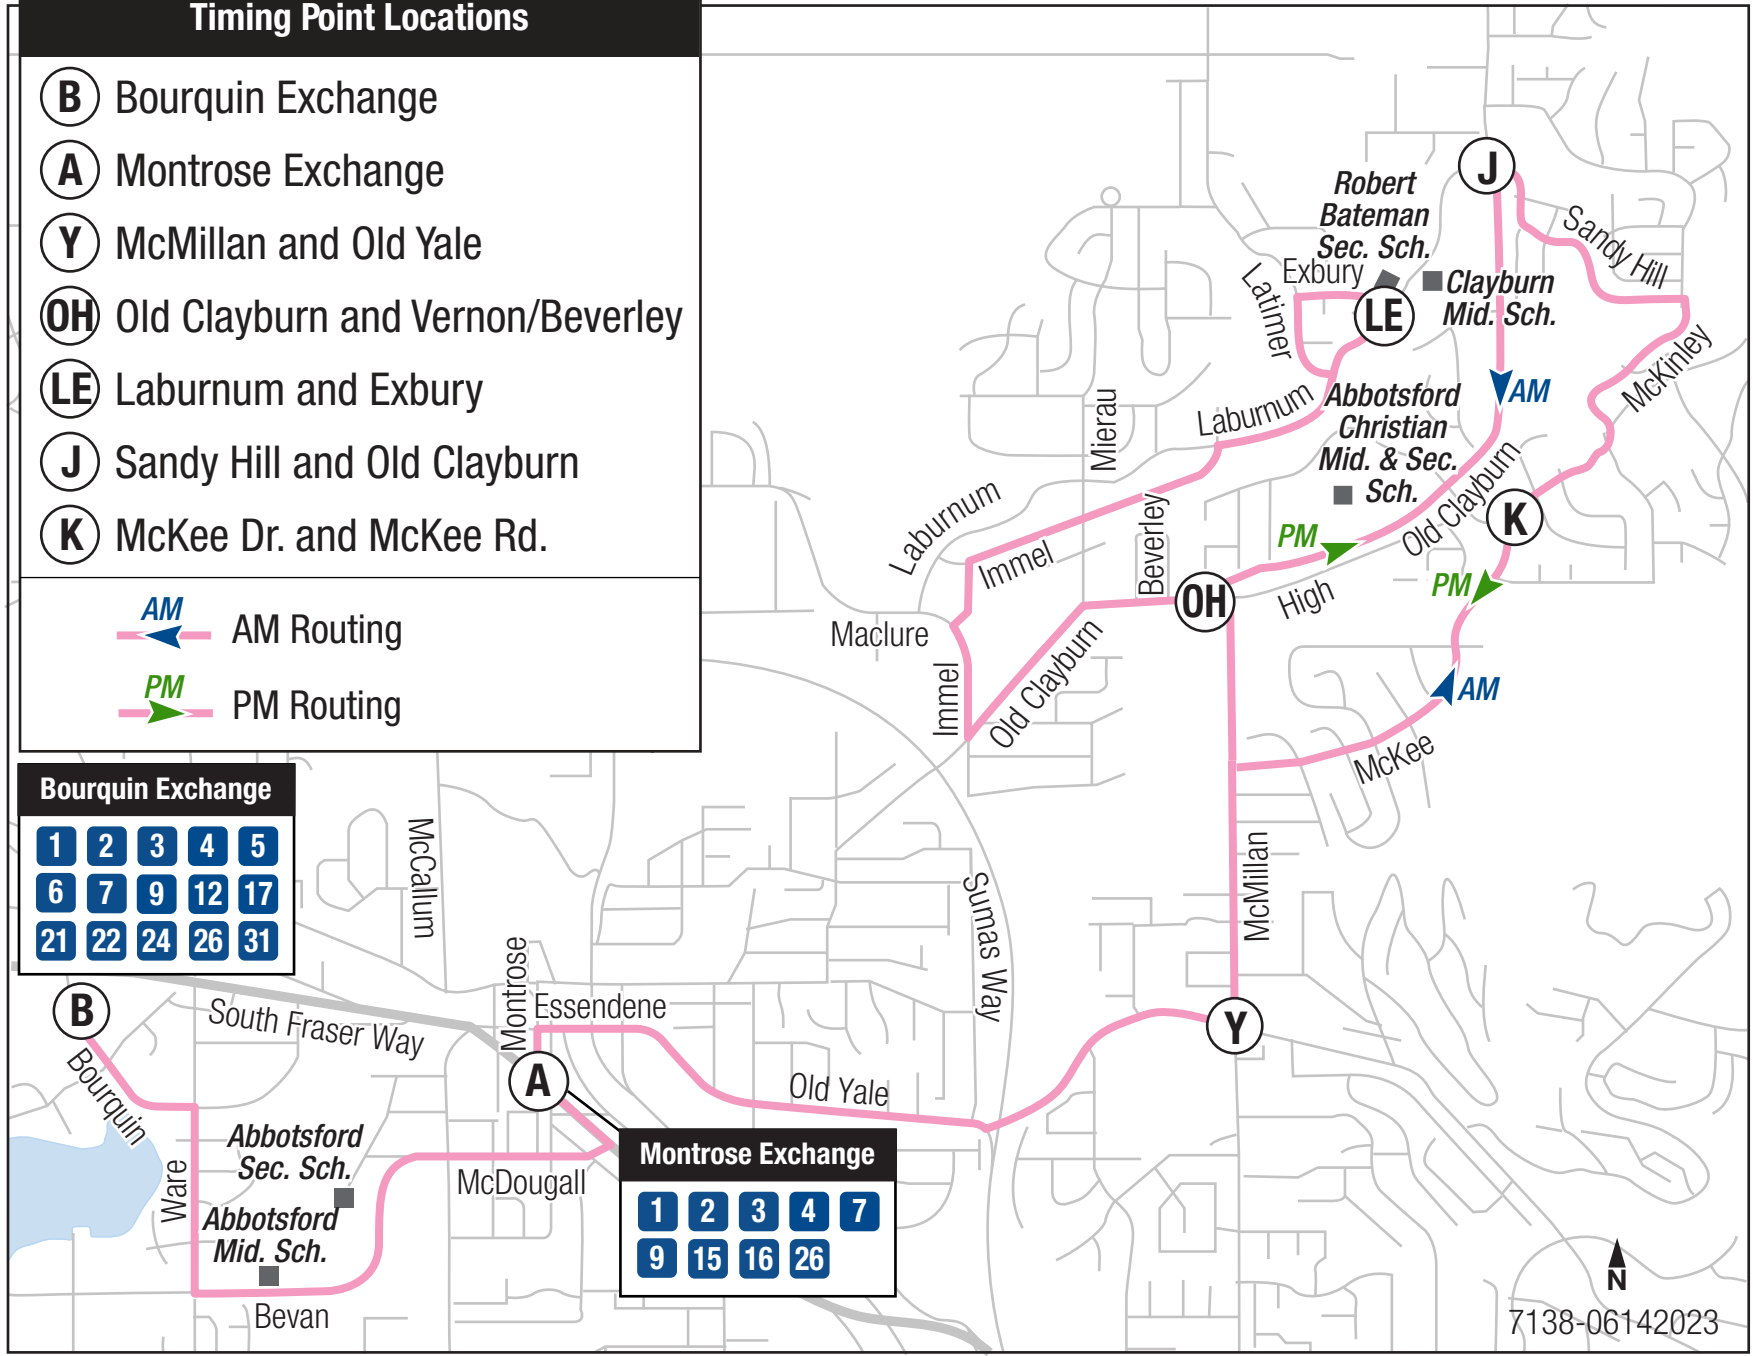 Timing Point Locations
B Bourquin Exchange
A Montrose Exchange
Y McMillan and Old Yale
OH Old Clayburn and Vernon/Beverley
LE Laburnum and Exbury
J Sandy Hill and Old Clayburn
K McKee Dr. and McKee Rd.
AM
AM Routing
PM
PM Routing
J
Robert
Bateman
Sec. Sch.
Sandy Hill
Exbury
Latimer
Clayburn
Mid. Sch.
LE
McKinley
AM
Abbotsford
Christian
Mid. & Sec.
Sch.
Laburnum
Mierau
Laburnum
Old Clayburn
K
Beverley
PM
Immel
PM
OH
High
Maclure
Immel
Old Clayburn
AM
McKee
Bourquin Exchange
1 2 3 4 5
6 7 9 12 17
21 22 24 26 31
McCallum
McMillan
Sumas Way
Montrose
B
South Fraser Way
Essendene
Y
Bourquin
A
Old Yale
Abbotsford
Sec. Sch.
Ware
McDougall
Abbotsford
Mid. Sch.
Bevan
Montrose Exchange
1 2 3 4 7
9 15 16 26
N
7138-06142023